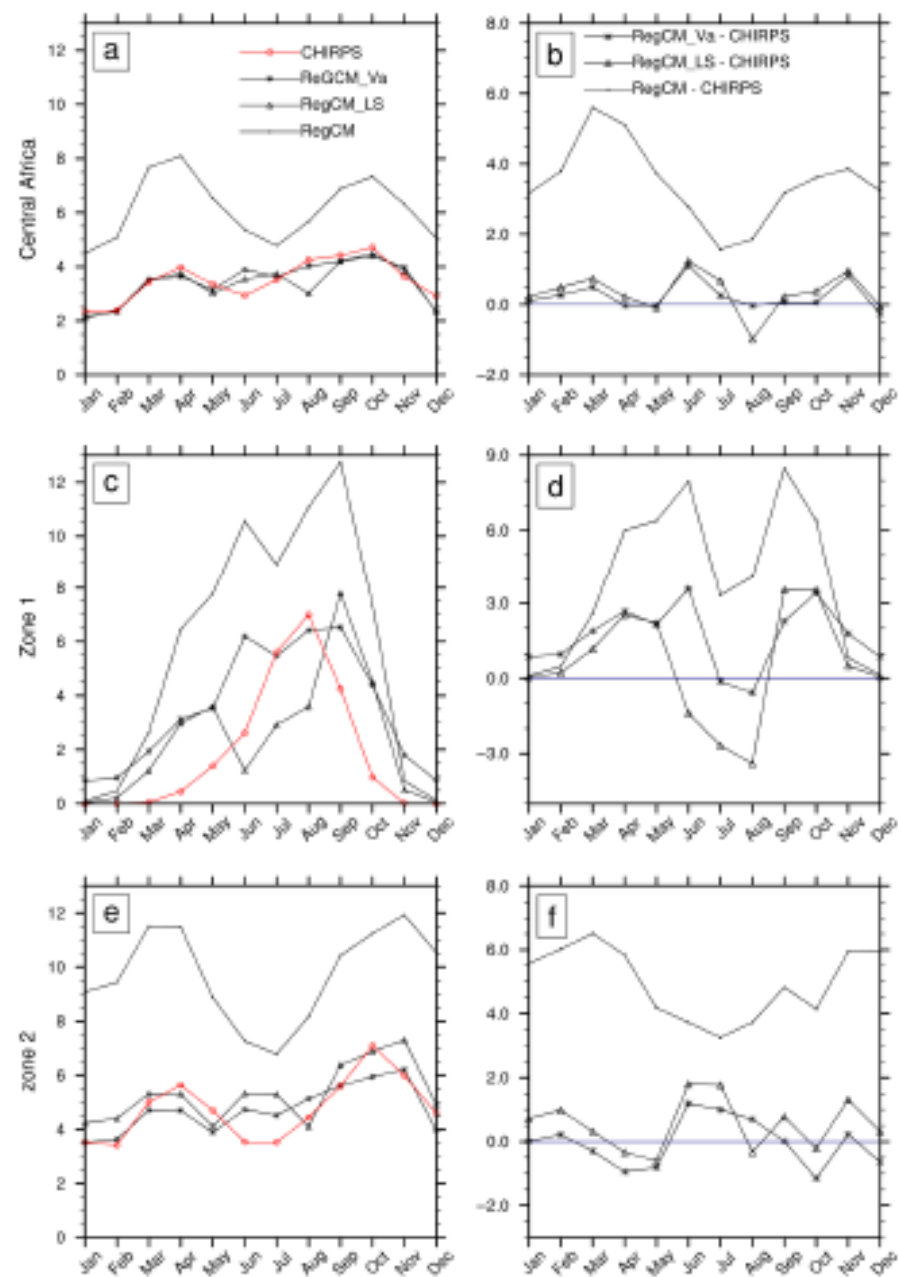 a
CHIRPS
ReGCM_Va
RegCM_LS
RegCM
Central Africa
12
10
8
6
4
2
0
Jan Feb Mar Apr May Jun Jul Aug Sep Oct Nov Dec
b
RegCM_Va - CHIRPS
RegCM_LS - CHIRPS
RegCM - CHIRPS
8.0
6.0
4.0
2.0
0.0
−2.0
Jan Feb Mar Apr May Jun Jul Aug Sep Oct Nov Dec
c
Zone 1
12
10
8
6
4
2
0
Jan Feb Mar Apr May Jun Jul Aug Sep Oct Nov Dec
d
9.0
6.0
3.0
0.0
−3.0
Jan Feb Mar Apr May Jun Jul Aug Sep Oct Nov Dec
e
zone 2
12
10
8
6
4
2
0
Jan Feb Mar Apr May Jun Jul Aug Sep Oct Nov Dec
f
8.0
6.0
4.0
2.0
0.0
−2.0
Jan Feb Mar Apr May Jun Jul Aug Sep Oct Nov Dec